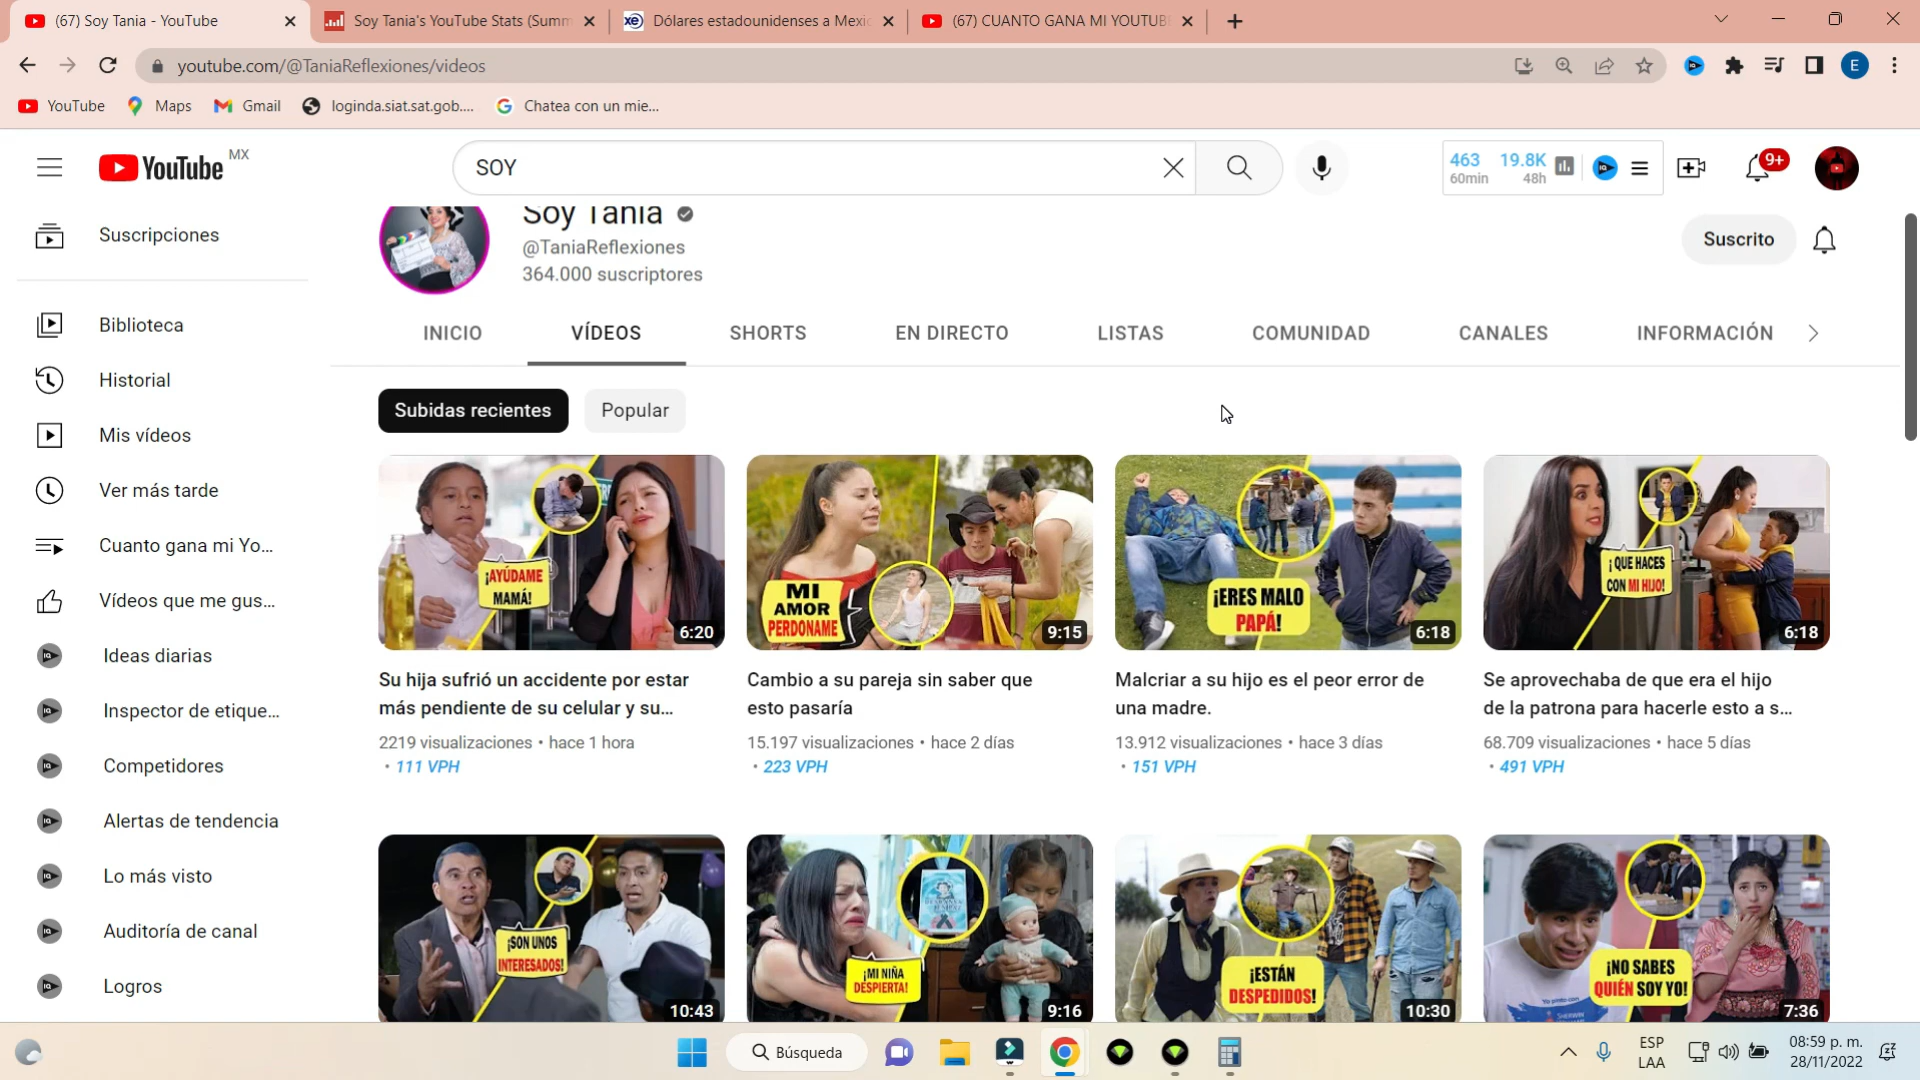 (67) Soy Tania - YouTube
Soy Tania's YouTube Stats (Summ
Dólares estadounidenses a Mexic
(67) CUANTO GANA MI YOUTUB
youtube.com/@TaniaReflexiones/videos
E
YouTube
Maps
Gmail
loginda.siat.sat.gob....
Chatea con un mie...
YouTube MX
SOY
463 19.8K
60min 48h
9+
Soy Tania
@TaniaReflexiones
364.000 suscriptores
Suscrito
INICIO
VÍDEOS
SHORTS
EN DIRECTO
LISTAS
COMUNIDAD
CANALES
INFORMACIÓN
Suscripciones
Biblioteca
Historial
Mis vídeos
Ver más tarde
Cuanto gana mi Yo...
Vídeos que me gus...
Ideas diarias
Inspector de etique...
Competidores
Alertas de tendencia
Lo más visto
Auditoría de canal
Logros
Subidas recientes
Popular
¡AYÚDAME
MAMÁ!
6:20
Su hija sufrió un accidente por estar
más pendiente de su celular y su...
2219 visualizaciones • hace 1 hora
• 111 VPH
MI
AMOR
PERDONAME
9:15
Cambio a su pareja sin saber que
esto pasaría
15.197 visualizaciones • hace 2 días
• 223 VPH
¡ERES MALO
PAPÁ!
6:18
Malcriar a su hijo es el peor error de
una madre.
13.912 visualizaciones • hace 3 días
• 151 VPH
¡ QUE HACES
CON MI HIJO!
6:18
Se aprovechaba de que era el hijo
de la patrona para hacerle esto a s...
68.709 visualizaciones • hace 5 días
• 491 VPH
¡SON UNOS
INTERESADOS!
10:43
¡MI NIÑA
DESPIERTA!
9:16
¡ESTÁN
DESPEDIDOS!
10:30
¡NO SABES
QUIÉN SOY YO!
7:36
Búsqueda
ESP
LAA
08:59 p. m.
28/11/2022